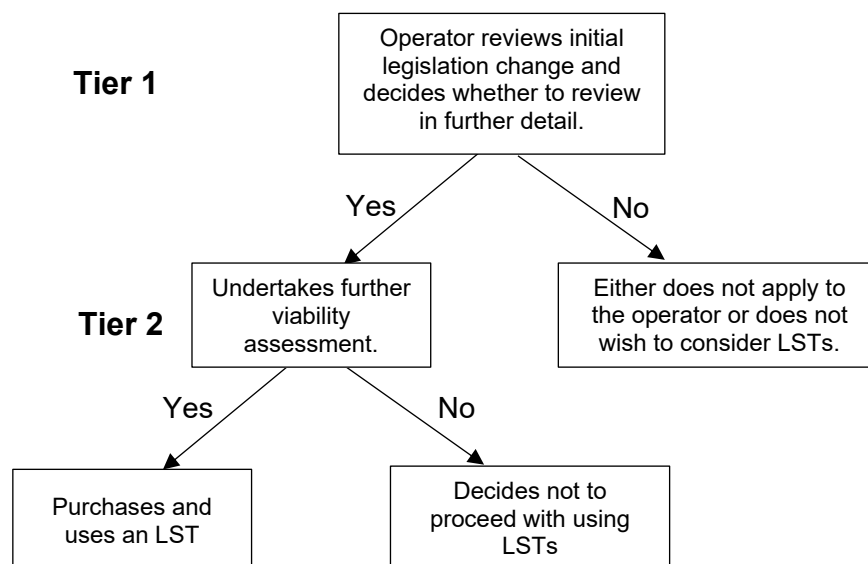 Operator reviews initial
legislation change and
decides whether to review
in further detail.
Tier 1
Yes
No
Undertakes further
viability
assessment.
Either does not apply to
the operator or does not
wish to consider LSTs.
Tier 2
Yes
No
Purchases and
uses an LST
Decides not to
proceed with using
LSTs